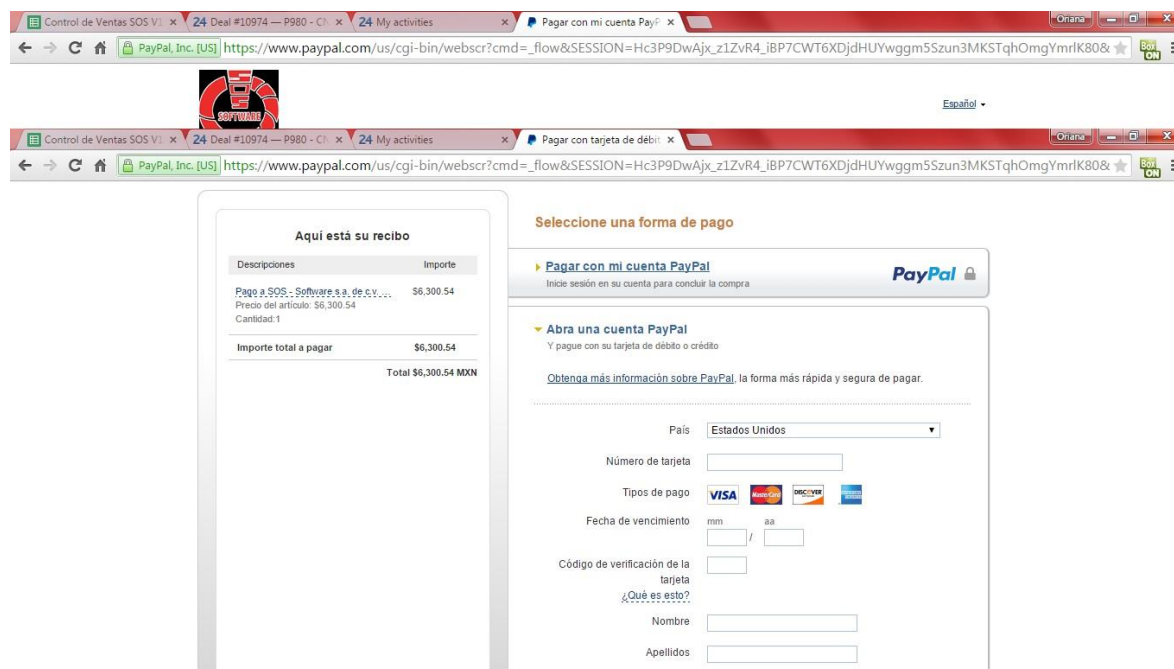 Control de Ventas SOS V1. 24 Deal #10974 — P980 - CN 24 My activities Pagar con mi cuenta PayP Oriana
PayPal, Inc. [US] https://www.paypal.com/us/cgi-bin/webscr?cmd=_flow&SESSION=Hc3P9DwAjx_z1ZvR4_iBP7CWT6XDjdHUYwggm5Szun3MKSTqhOmgYmrlK80& Box ON
SOS
SOFTWARE
Español
Control de Ventas SOS V1. 24 Deal #10974 — P980 - CN 24 My activities Pagar con tarjeta de débit Oriana
PayPal, Inc. [US] https://www.paypal.com/us/cgi-bin/webscr?cmd=_flow&SESSION=Hc3P9DwAjx_z1ZvR4_iBP7CWT6XDjdHUYwggm5Szun3MKSTqhOmgYmrlK80& Box ON
Aquí está su recibo
Descripciones Importe
Pago a SOS - Software s.a. de c.v. ... $6,300.54
Precio del artículo: $6,300.54
Cantidad:1
Importe total a pagar $6,300.54
Total $6,300.54 MXN
Seleccione una forma de pago
Pagar con mi cuenta PayPal
Inicie sesión en su cuenta para concluir la compra
PayPal
Abra una cuenta PayPal
Y pague con su tarjeta de débito o crédito
Obtenga más información sobre PayPal, la forma más rápida y segura de pagar.
País Estados Unidos
Número de tarjeta
Tipos de pago VISA MasterCard DISCOVER
Fecha de vencimiento mm aa
/
Código de verificación de la
tarjeta
¿Qué es esto?
Nombre
Apellidos